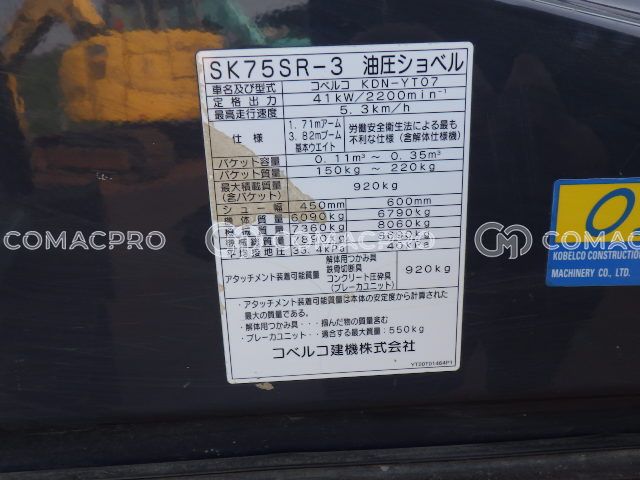 SK75SR-3 油圧ショベル
車名及び型式 コベルコ KDN-YT07
定格出力 41kW/2200min⁻¹
最高走行速度 5.3km/h
仕様 1.71mアーム 3.82mブーム 基本ウエイト 労働安全衛生法による最も不利な仕様(含解体仕様機)
バケット容量 0.11m³ ~ 0.35m³
バケット質量 150kg ~ 220kg
最大積載質量(含バケット) 920kg
シュー幅 450mm 600mm
機体質量 6090kg 6790kg
機械質量 7360kg 8060kg
平均接地圧 33.4kPa
アタッチメント装着可能質量 解体用つかみ具 鉄骨切断具 コンクリート圧砕具 (ブレーカユニット) 920kg
・アタッチメント装着可能質量は本体の安定度から計算された
最大の質量である。
・解体用つかみ具・・・掴んだ物の質量含む
・ブレーカユニット・・・適合する最大質量:550kg
コベルコ建機株式会社
YT20T01464P1
COMACPRO
COMACPRO
COMACPRO
KOBELCO CONSTRUCTION
MACHINERY CO., LTD.